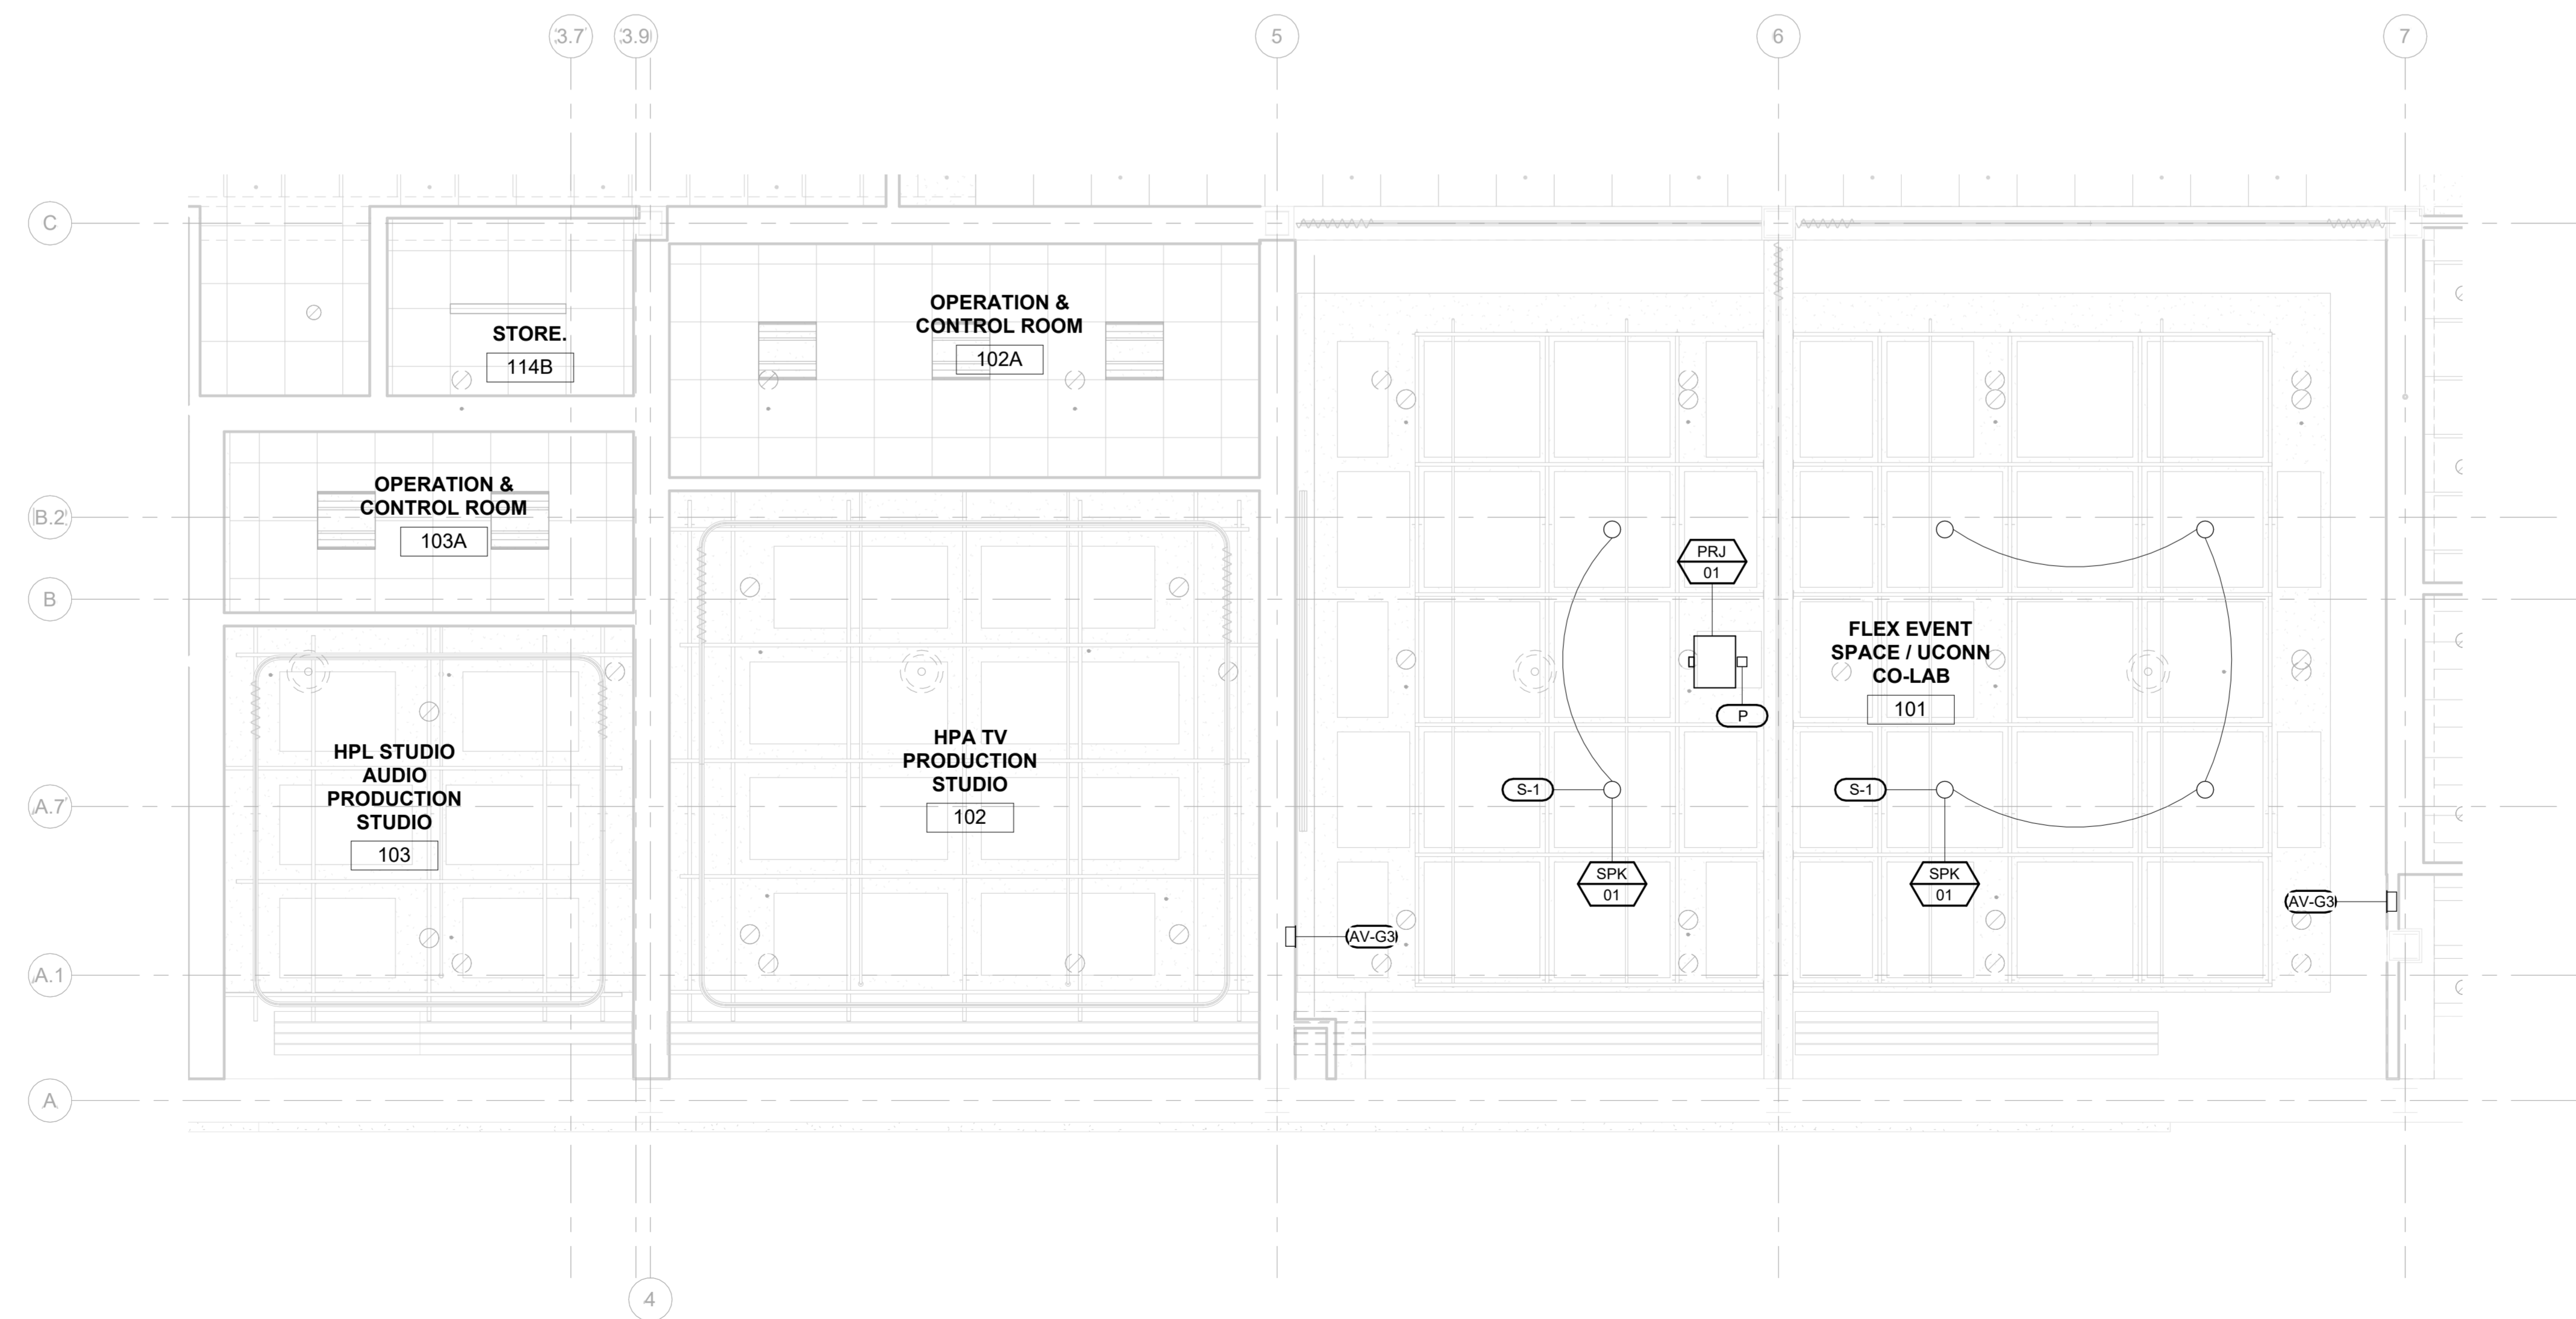 3.7
3.9
5
6
7
C
OPERATION &
CONTROL ROOM
102A
STORE.
114B
OPERATION &
CONTROL ROOM
103A
B.2
PRJ
01
B
FLEX EVENT
SPACE / UCONN
CO-LAB
101
P
HPL STUDIO
AUDIO
PRODUCTION
STUDIO
103
HPA TV
PRODUCTION
STUDIO
102
S-1
S-1
A.7
SPK
01
SPK
01
AV-G3
AV-G3
A.1
A
4